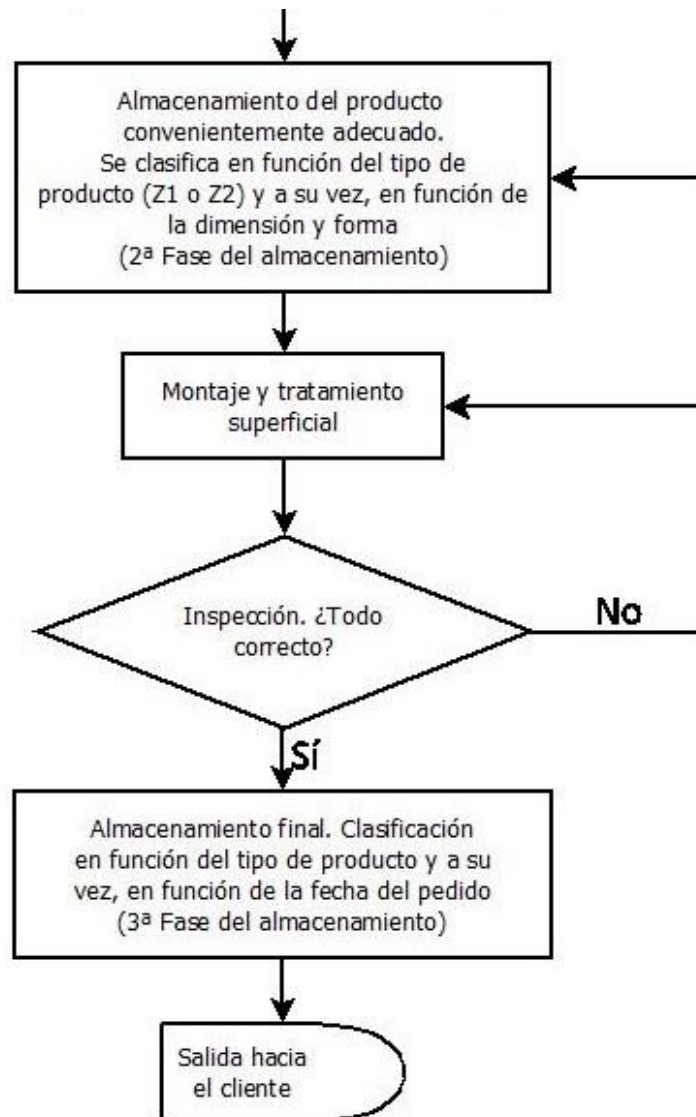 Almacenamiento del producto
convenientemente adecuado.
Se clasifica en función del tipo de
producto (Z1 o Z2) y a su vez, en función de
la dimensión y forma
(2ª Fase del almacenamiento)
Montaje y tratamiento
superficial
Inspección. ¿Todo
correcto?
No
Sí
Almacenamiento final. Clasificación
en función del tipo de producto y a su
vez, en función de la fecha del pedido
(3ª Fase del almacenamiento)
Salida hacia
el cliente